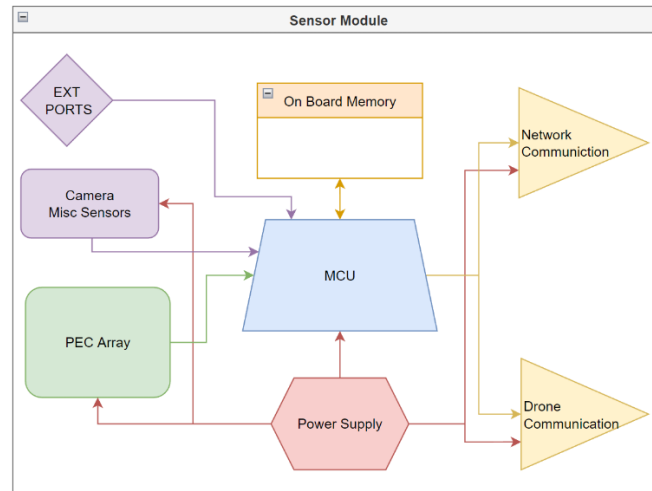 Sensor Module
EXT
PORTS
On Board Memory
Network
Communiction
Camera
Misc Sensors
MCU
PEC Array
Power Supply
Drone
Communication